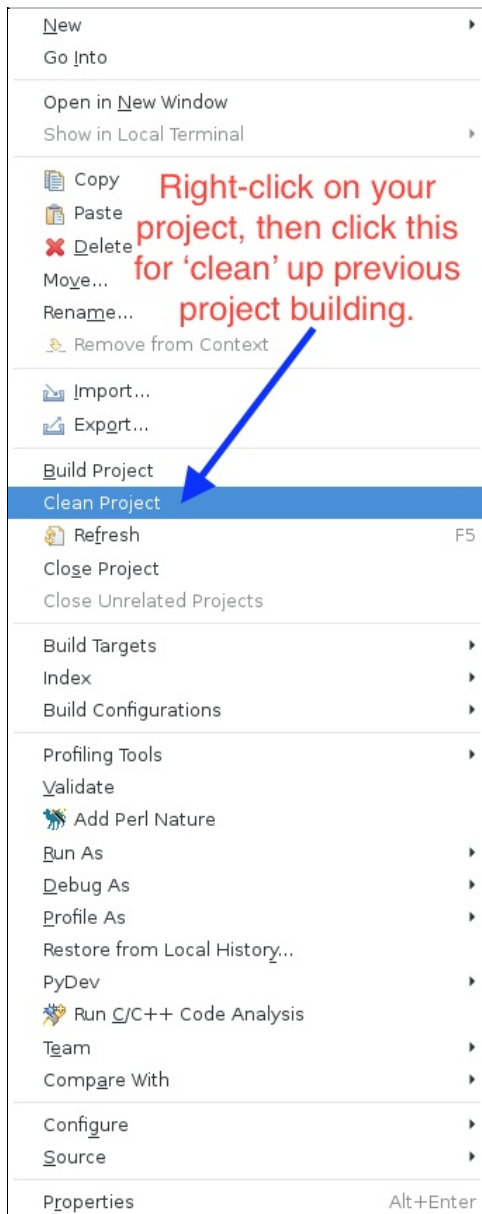 New
Go Into
Open in New Window
Show in Local Terminal
Copy
Paste
Delete
Right-click on your
project, then click this
for ‘clean’ up previous
project building.
Move...
Rename...
Remove from Context
Import...
Export...
Build Project
Clean Project
Refresh F5
Close Project
Close Unrelated Projects
Build Targets
Index
Build Configurations
Profiling Tools
Validate
Add Perl Nature
Run As
Debug As
Profile As
Restore from Local History...
PyDev
Run C/C++ Code Analysis
Team
Compare With
Configure
Source
Properties Alt+Enter